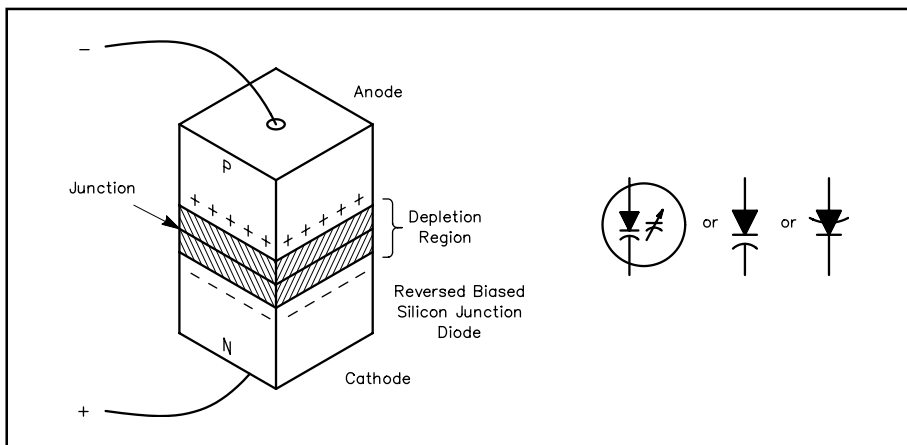 −
Anode
P
Junction
+ + + + + + + + + +
Depletion
Region
or
or
− − − − − − − − − −
Reversed Biased
Silicon Junction
Diode
N
Cathode
+